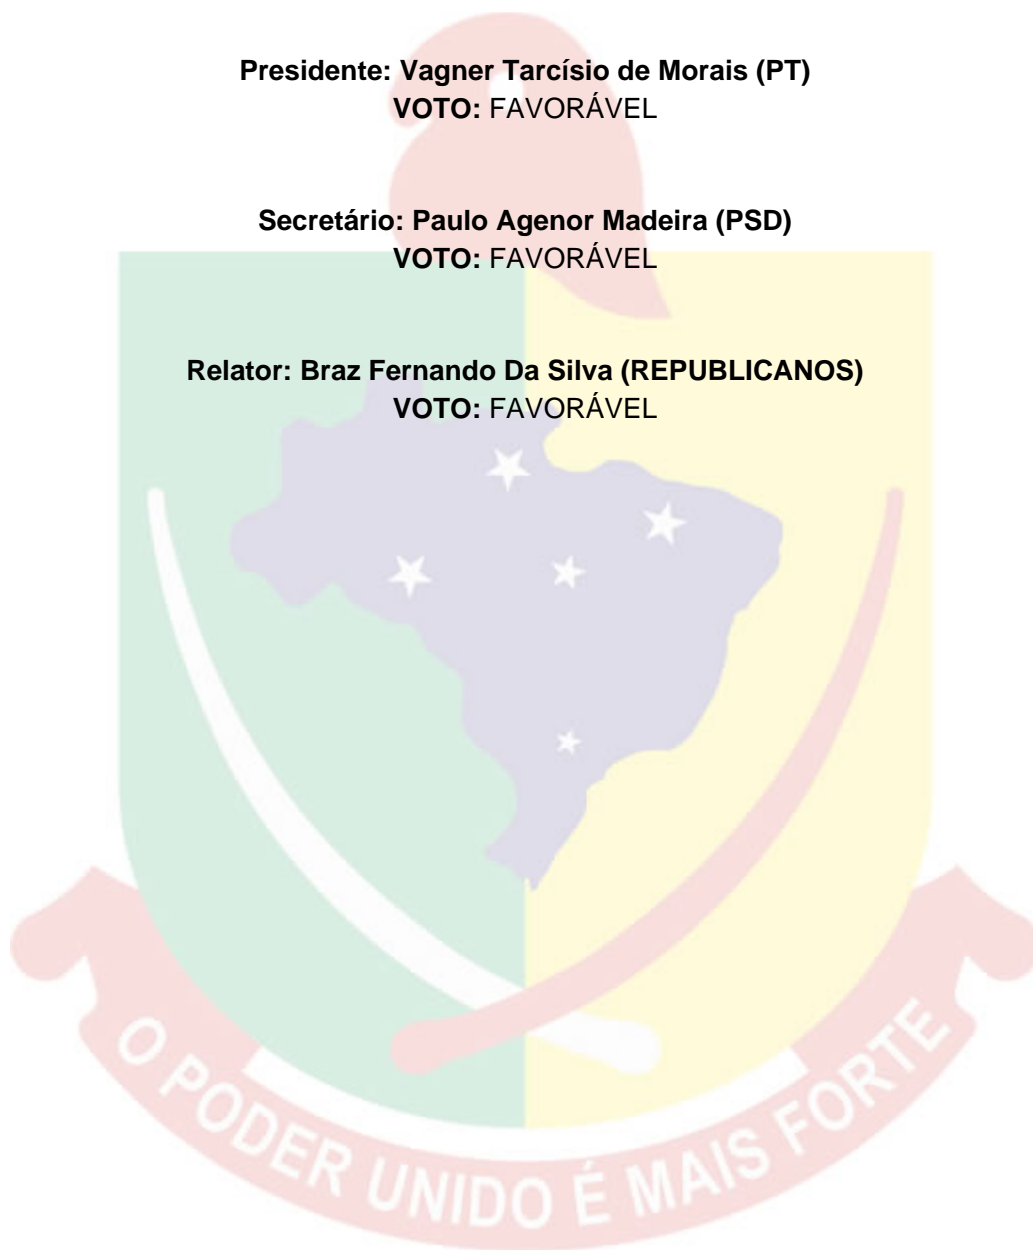 Presidente: Vagner Tarcísio de Morais (PT)
VOTO: FAVORÁVEL
Secretário: Paulo Agenor Madeira (PSD)
VOTO: FAVORÁVEL
Relator: Braz Fernando Da Silva (REPUBLICANOS)
VOTO: FAVORÁVEL
O PODER UNIDO É MAIS FORTE